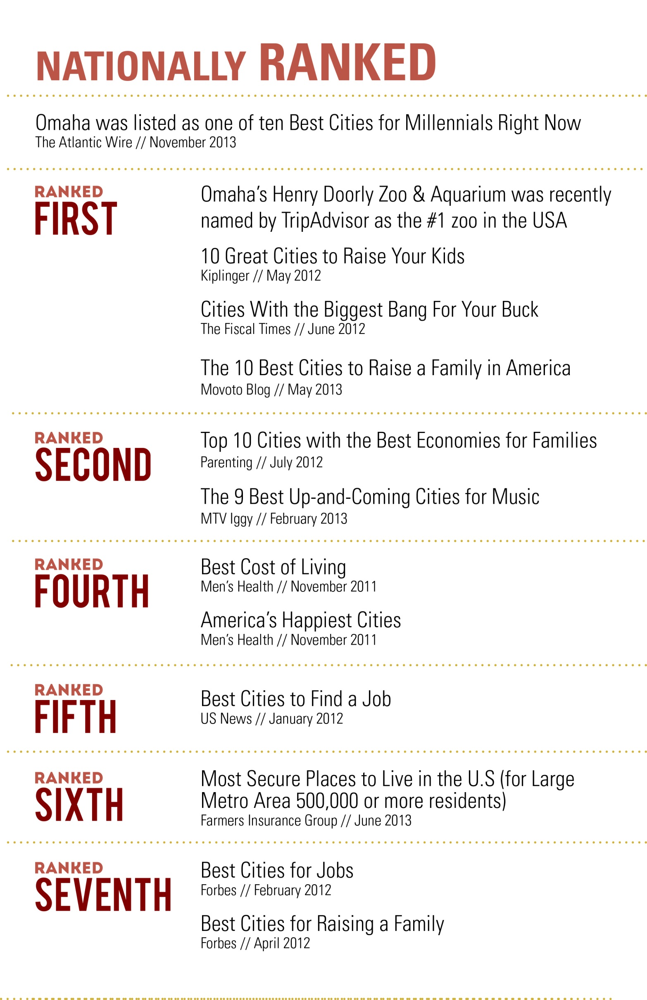 NATIONALLY RANKED
Omaha was listed as one of ten Best Cities for Millennials Right Now
The Atlantic Wire // November 2013
RANKED
FIRST
Omaha’s Henry Doorly Zoo & Aquarium was recently
named by TripAdvisor as the #1 zoo in the USA
10 Great Cities to Raise Your Kids
Kiplinger // May 2012
Cities With the Biggest Bang For Your Buck
The Fiscal Times // June 2012
The 10 Best Cities to Raise a Family in America
Movoto Blog // May 2013
RANKED
SECOND
Top 10 Cities with the Best Economies for Families
Parenting // July 2012
The 9 Best Up-and-Coming Cities for Music
MTV Iggy // February 2013
RANKED
FOURTH
Best Cost of Living
Men’s Health // November 2011
America’s Happiest Cities
Men’s Health // November 2011
RANKED
FIFTH
Best Cities to Find a Job
US News // January 2012
RANKED
SIXTH
Most Secure Places to Live in the U.S (for Large
Metro Area 500,000 or more residents)
Farmers Insurance Group // June 2013
RANKED
SEVENTH
Best Cities for Jobs
Forbes // February 2012
Best Cities for Raising a Family
Forbes // April 2012